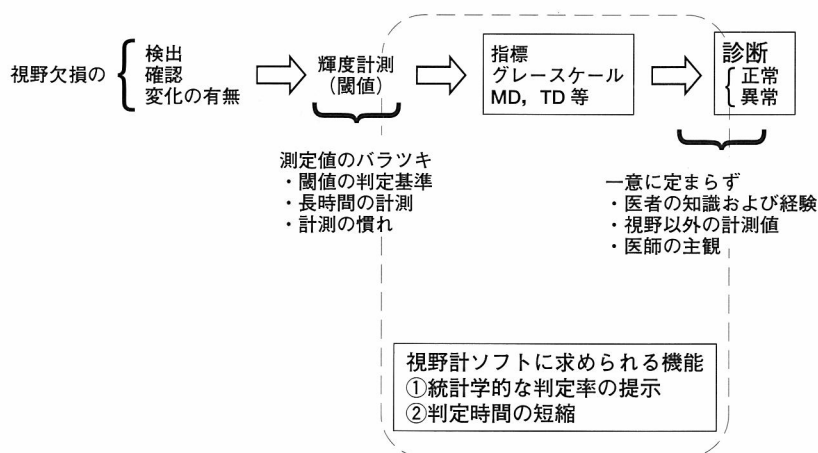 視野欠損の
検出
確認
変化の有無
輝度計測
(閾値)
指標
グレースケール
MD，TD 等
診断
正常
異常
測定値のバラツキ
・閾値の判定基準
・長時間の計測
・計測の慣れ
一意に定まらず
・医者の知識および経験
・視野以外の計測値
・医師の主観
視野計ソフトに求められる機能
①統計学的な判定率の提示
②判定時間の短縮